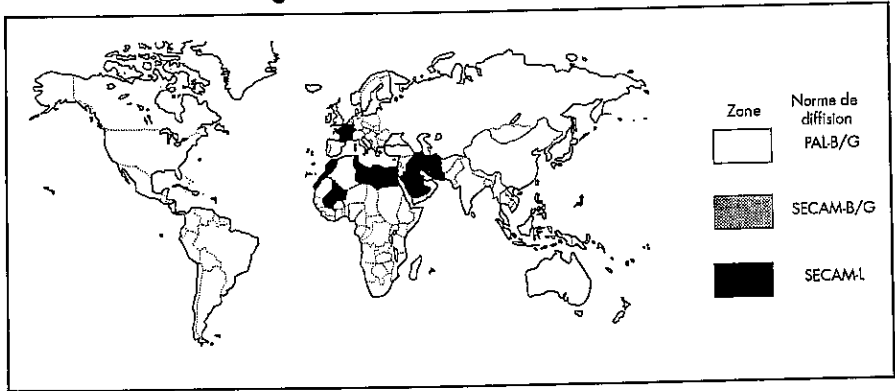 Zone
Norme de
diffision
PAL-B/G
SECAM-B/G
SECAM-L